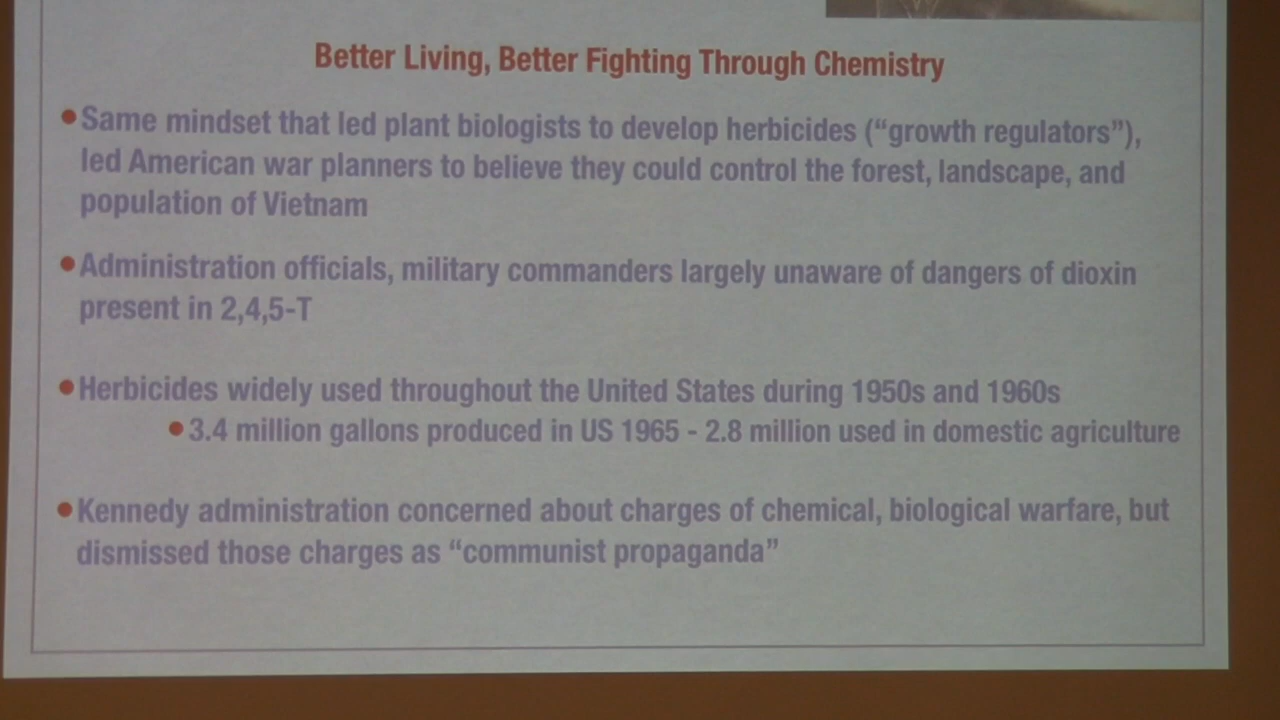 Better Living, Better Fighting Through Chemistry
•Same mindset that led plant biologists to develop herbicides (“growth regulators”),
led American war planners to believe they could control the forest, landscape, and
population of Vietnam
•Administration officials, military commanders largely unaware of dangers of dioxin
present in 2,4,5-T
•Herbicides widely used throughout the United States during 1950s and 1960s
•3.4 million gallons produced in US 1965 - 2.8 million used in domestic agriculture
•Kennedy administration concerned about charges of chemical, biological warfare, but
dismissed those charges as “communist propaganda”